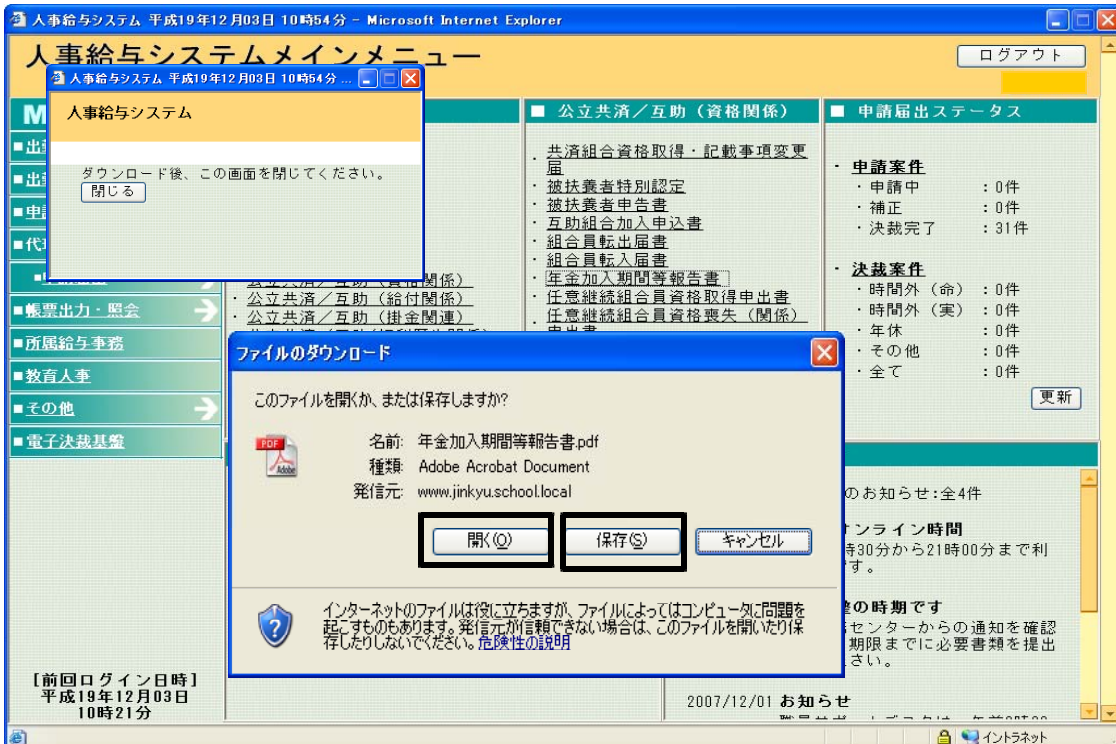 人事給与システム 平成19年12月03日 10時54分 - Microsoft Internet Explorer
人事給与システムメインメニュー
ログアウト
人事給与システム 平成19年12月03日 10時54分 ...
人事給与システム
ダウンロード後、この画面を閉じてください。
閉じる
M
■出
■出
■申
■代
■帳票出力・照会
■所属給与事務
■教育人事
■その他
■電子決裁基盤
[前回ログイン日時]
平成19年12月03日
10時21分
・公立共済/互助(給付関係)
・公立共済/互助(掛金関連)
■ 公立共済/互助(資格関係)
・共済組合資格取得・記載事項変更
届
・被扶養者特別認定
・被扶養者申告書
・互助組合加入申込書
・組合員転出届書
・組合員転入届書
・年金加入期間等報告書
・任意継続組合員資格取得申出書
・任意継続組合員資格喪失(関係)
申出書
■ 申請届出ステータス
・申請案件
・申請中 :0件
・補正 :0件
・決裁完了 :31件
・決裁案件
・時間外(命) :0件
・時間外(実) :0件
・年休 :0件
・その他 :0件
・全て :0件
更新
ファイルのダウンロード
このファイルを開くか、または保存しますか?
名前: 年金加入期間等報告書.pdf
種類: Adobe Acrobat Document
発信元: www.jinkyu.school.local
開く(O)
保存(S)
キャンセル
インターネットのファイルは役に立ちますが、ファイルによってはコンピュータに問題を
起こすものもあります。発信元が信頼できない場合は、このファイルを開いたり保
存したりしないでください。危険性の説明
のお知らせ:全4件
ンライン時間
時30分から21時00分まで利
す。
の時期です
センターからの通知を確認
期限までに必要書類を提出
さい。
2007/12/01 お知らせ
イントラネット